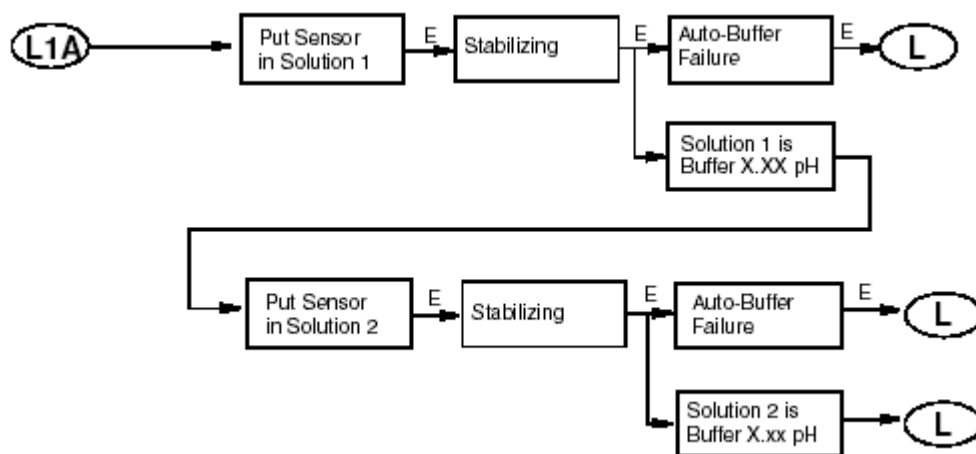 L1A
Put Sensor
in Solution 1
E
Stabilizing
E
Auto-Buffer
Failure
E
L
Solution 1 is
Buffer X.XX pH
Put Sensor
in Solution 2
E
Stabilizing
E
Auto-Buffer
Failure
E
L
Solution 2 is
Buffer X.xx pH
L